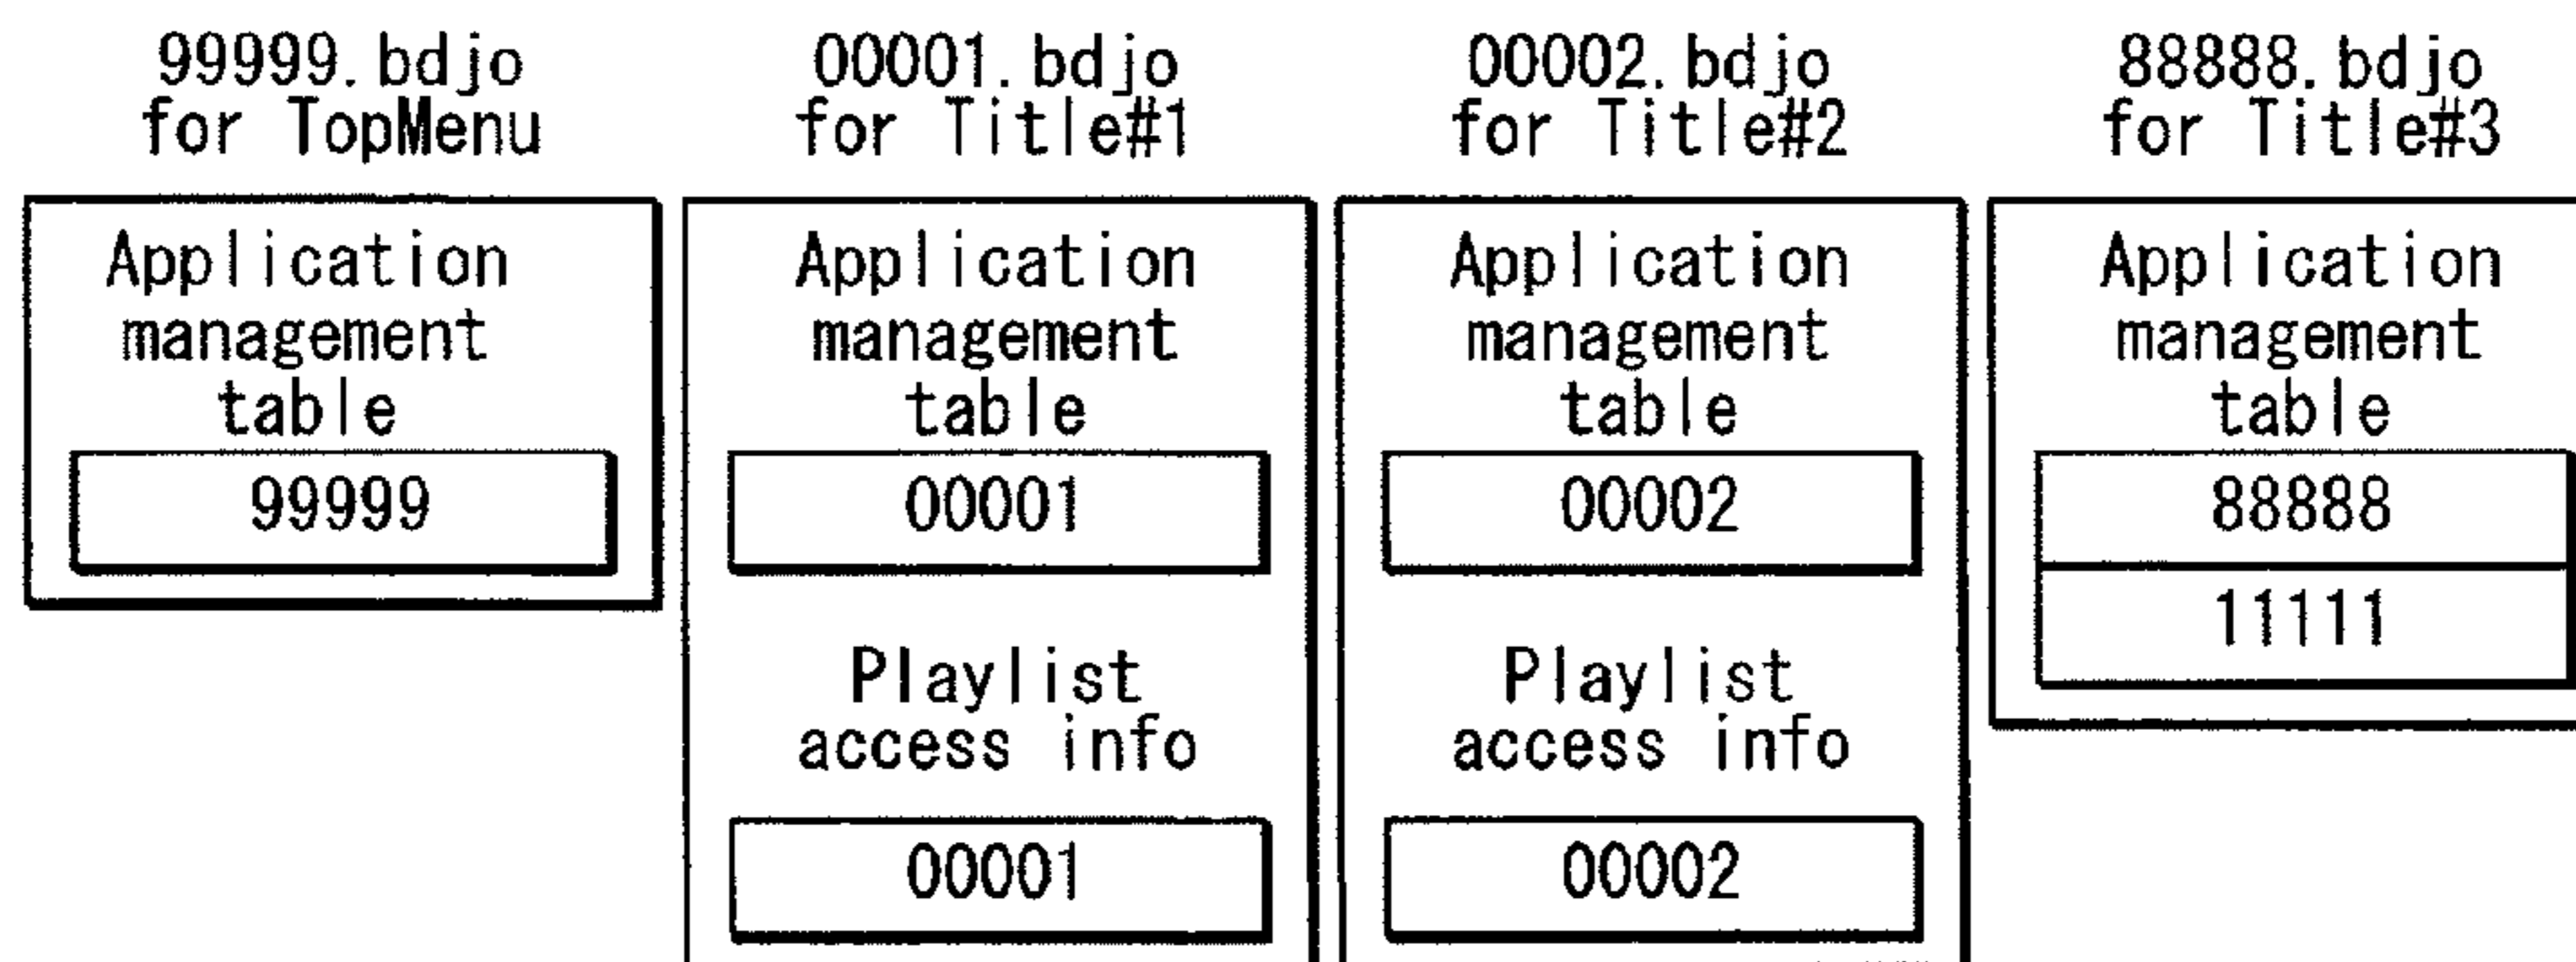 99999.bdjo
for TopMenu
Application
management
table
99999
00001.bdjo
for Title#1
Application
management
table
00001
Playlist
access info
00001
00002.bdjo
for Title#2
Application
management
table
00002
Playlist
access info
00002
88888.bdjo
for Title#3
Application
management
table
88888
11111